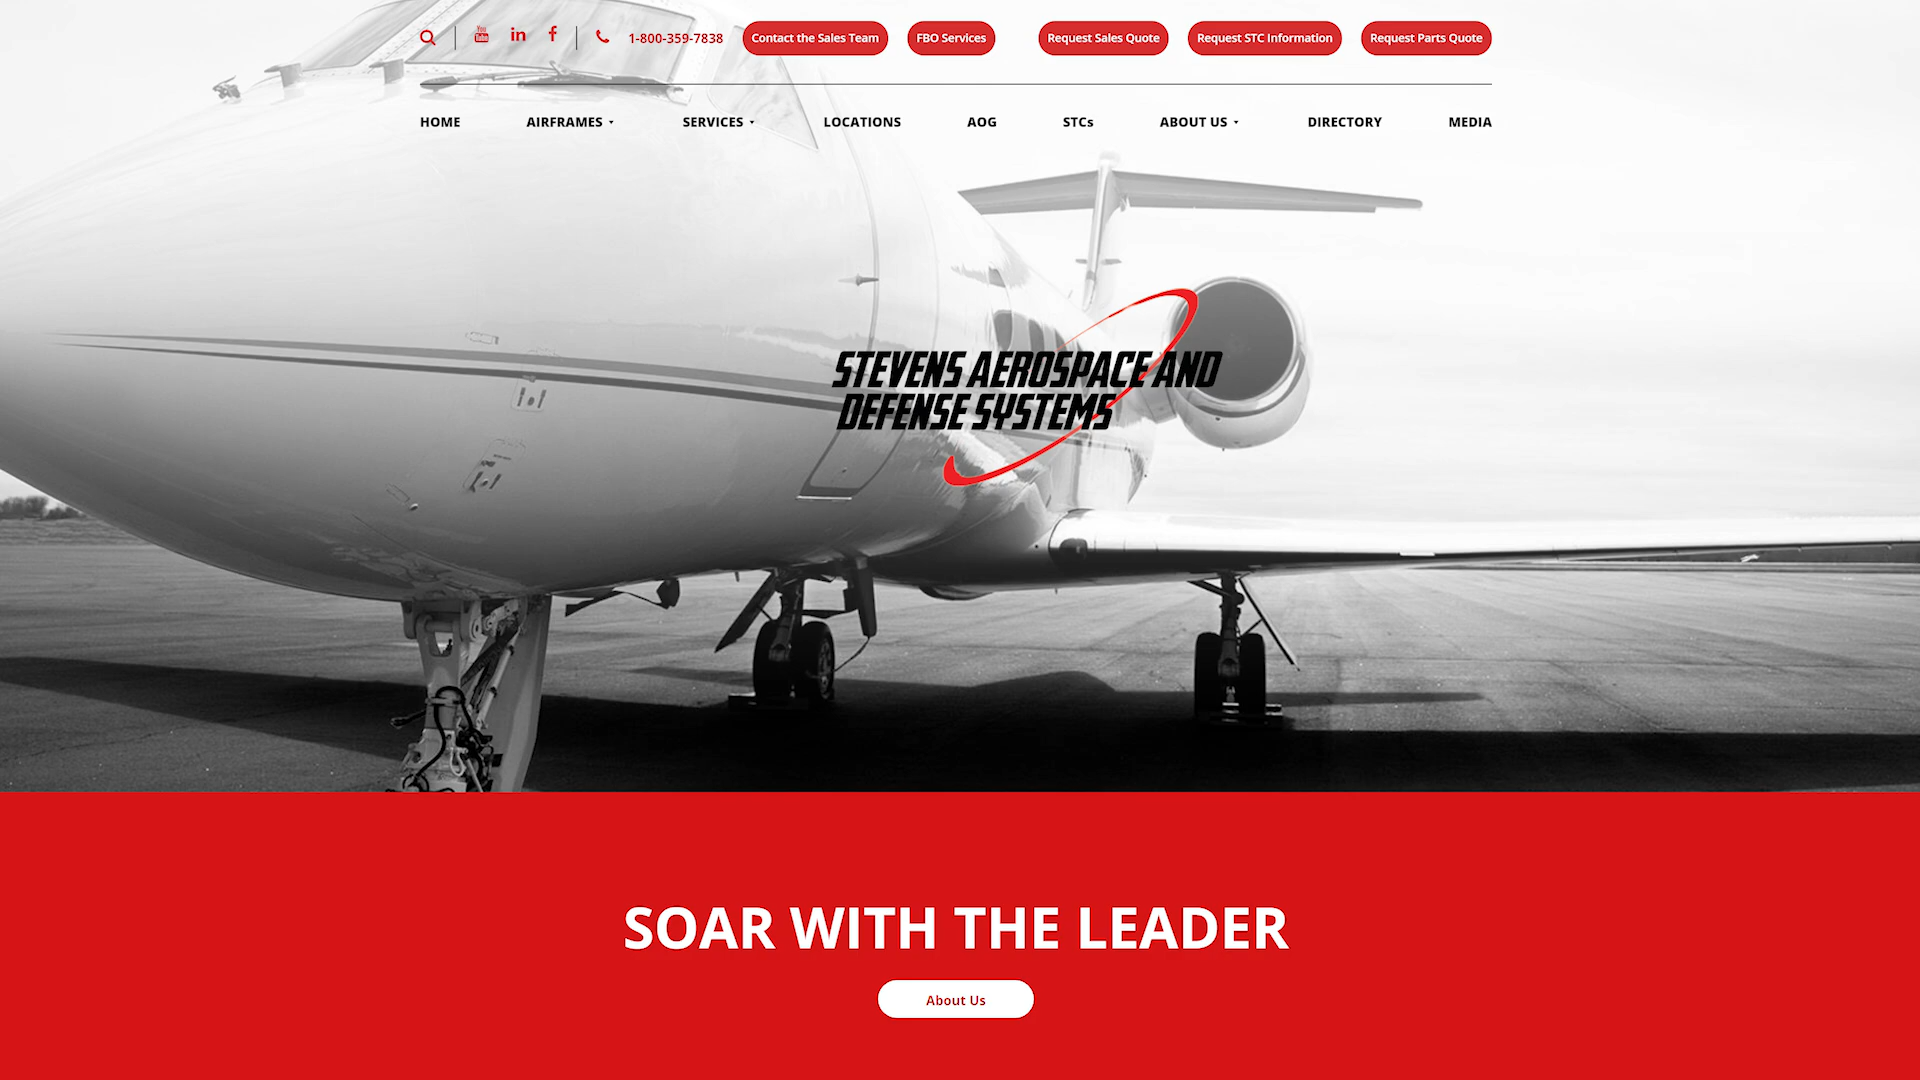 You
Tube
1-800-359-7838
Contact the Sales Team
FBO Services
Request Sales Quote
Request STC Information
Request Parts Quote
HOME
AIRFRAMES
SERVICES
LOCATIONS
AOG
STCs
ABOUT US
DIRECTORY
MEDIA
STEVENS AEROSPACE AND
DEFENSE SYSTEMS
SOAR WITH THE LEADER
About Us